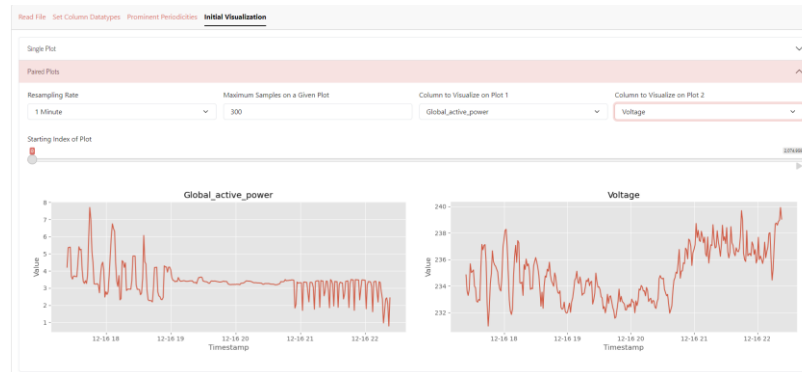 Read File Set Column Datatypes Prominent Periodicities Initial Visualization
Single Plot
Paired Plots
Resampling Rate Maximum Samples on a Given Plot Column to Visualize on Plot 1 Column to Visualize on Plot 2
1 Minute 300 Global_active_power Voltage
Starting Index of Plot
Global_active_power Voltage
8 7 6 5 4 3 2 1
Value
12-16 18 12-16 19 12-16 20 12-16 21 12-16 22
Timestamp
240 238 236 234 232
Value
12-16 18 12-16 19 12-16 20 12-16 21 12-16 22
Timestamp